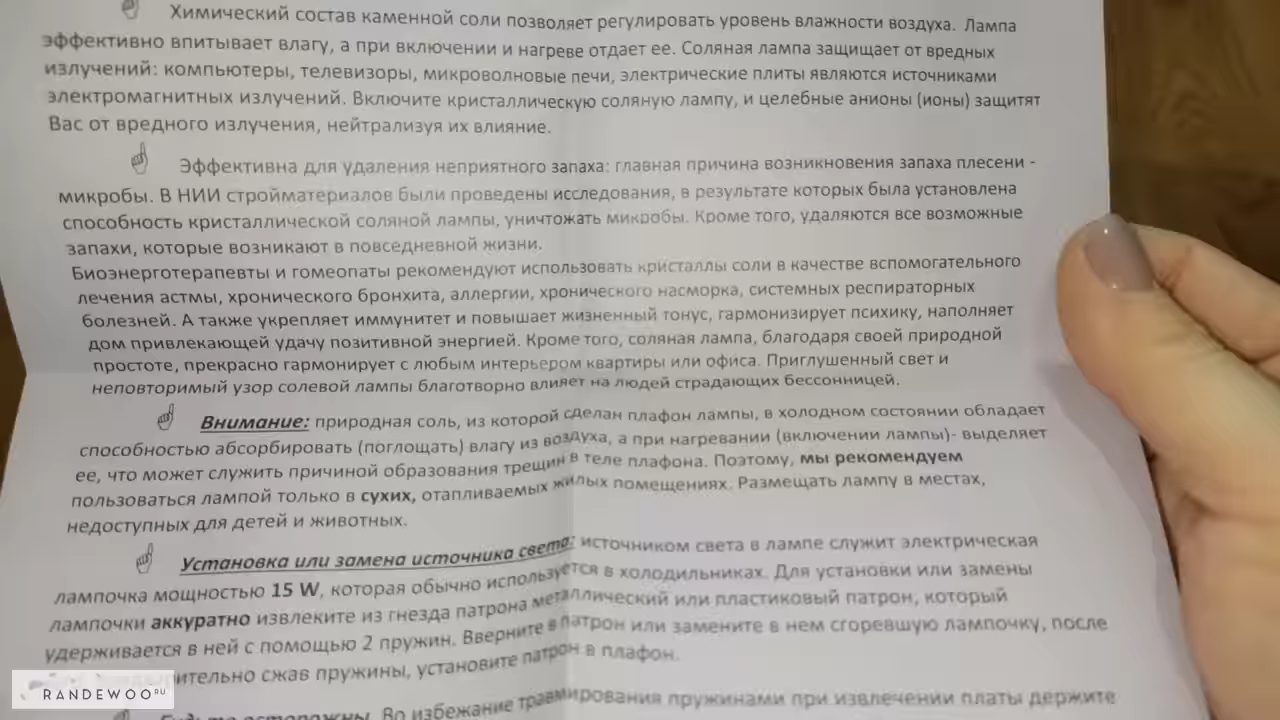 Химический состав каменной соли позволяет регулировать уровень влажности воздуха. Лампа
эффективно впитывает влагу, а при включении и нагреве отдает ее. Соляная лампа защищает от вредных
излучений: компьютеры, телевизоры, микроволновые печи, электрические плиты являются источниками
электромагнитных излучений. Включите кристаллическую соляную лампу, и целебные анионы (ионы) защитят
Вас от вредного излучения, нейтрализуя их влияние.
Эффективна для удаления неприятного запаха: главная причина возникновения запаха плесени -
микробы. В НИИ стройматериалов были проведены исследования, в результате которых была установлена
способность кристаллической соляной лампы, уничтожать микробы. Кроме того, удаляются все возможные
запахи, которые возникают в повседневной жизни.
Биоэнерготерапевты и гомеопаты рекомендуют использовать кристаллы соли в качестве вспомогательного
лечения астмы, хронического бронхита, аллергии, хронического насморка, системных респираторных
болезней. А также укрепляет иммунитет и повышает жизненный тонус, гармонизирует психику, наполняет
дом привлекающей удачу позитивной энергией. Кроме того, соляная лампа, благодаря своей природной
простоте, прекрасно гармонирует с любым интерьером квартиры или офиса. Приглушенный свет и
неповторимый узор солевой лампы благотворно влияет на людей страдающих бессонницей.
Внимание: природная соль, из которой сделан плафон лампы, в холодном состоянии обладает
способностью абсорбировать (поглощать) влагу из воздуха, а при нагревании (включении лампы)- выделяет
ее, что может служить причиной образования трещин в теле плафона. Поэтому, мы рекомендуем
пользоваться лампой только в сухих, отапливаемых жилых помещениях. Размещать лампу в местах,
недоступных для детей и животных.
Установка или замена источника света: источником света в лампе служит электрическая
лампочка мощностью 15 W, которая обычно используется в холодильниках. Для установки или замены
лампочки аккуратно извлеките из гнезда патрона металлический или пластиковый патрон, который
удерживается в ней с помощью 2 пружин. Вверните в патрон или замените в нем сгоревшую лампочку, после
сжав пружины, установите патрон в плафон.
Будьте осторожны. Во избежание травмирования пружинами при извлечении платы держите
RANDEWOO RU